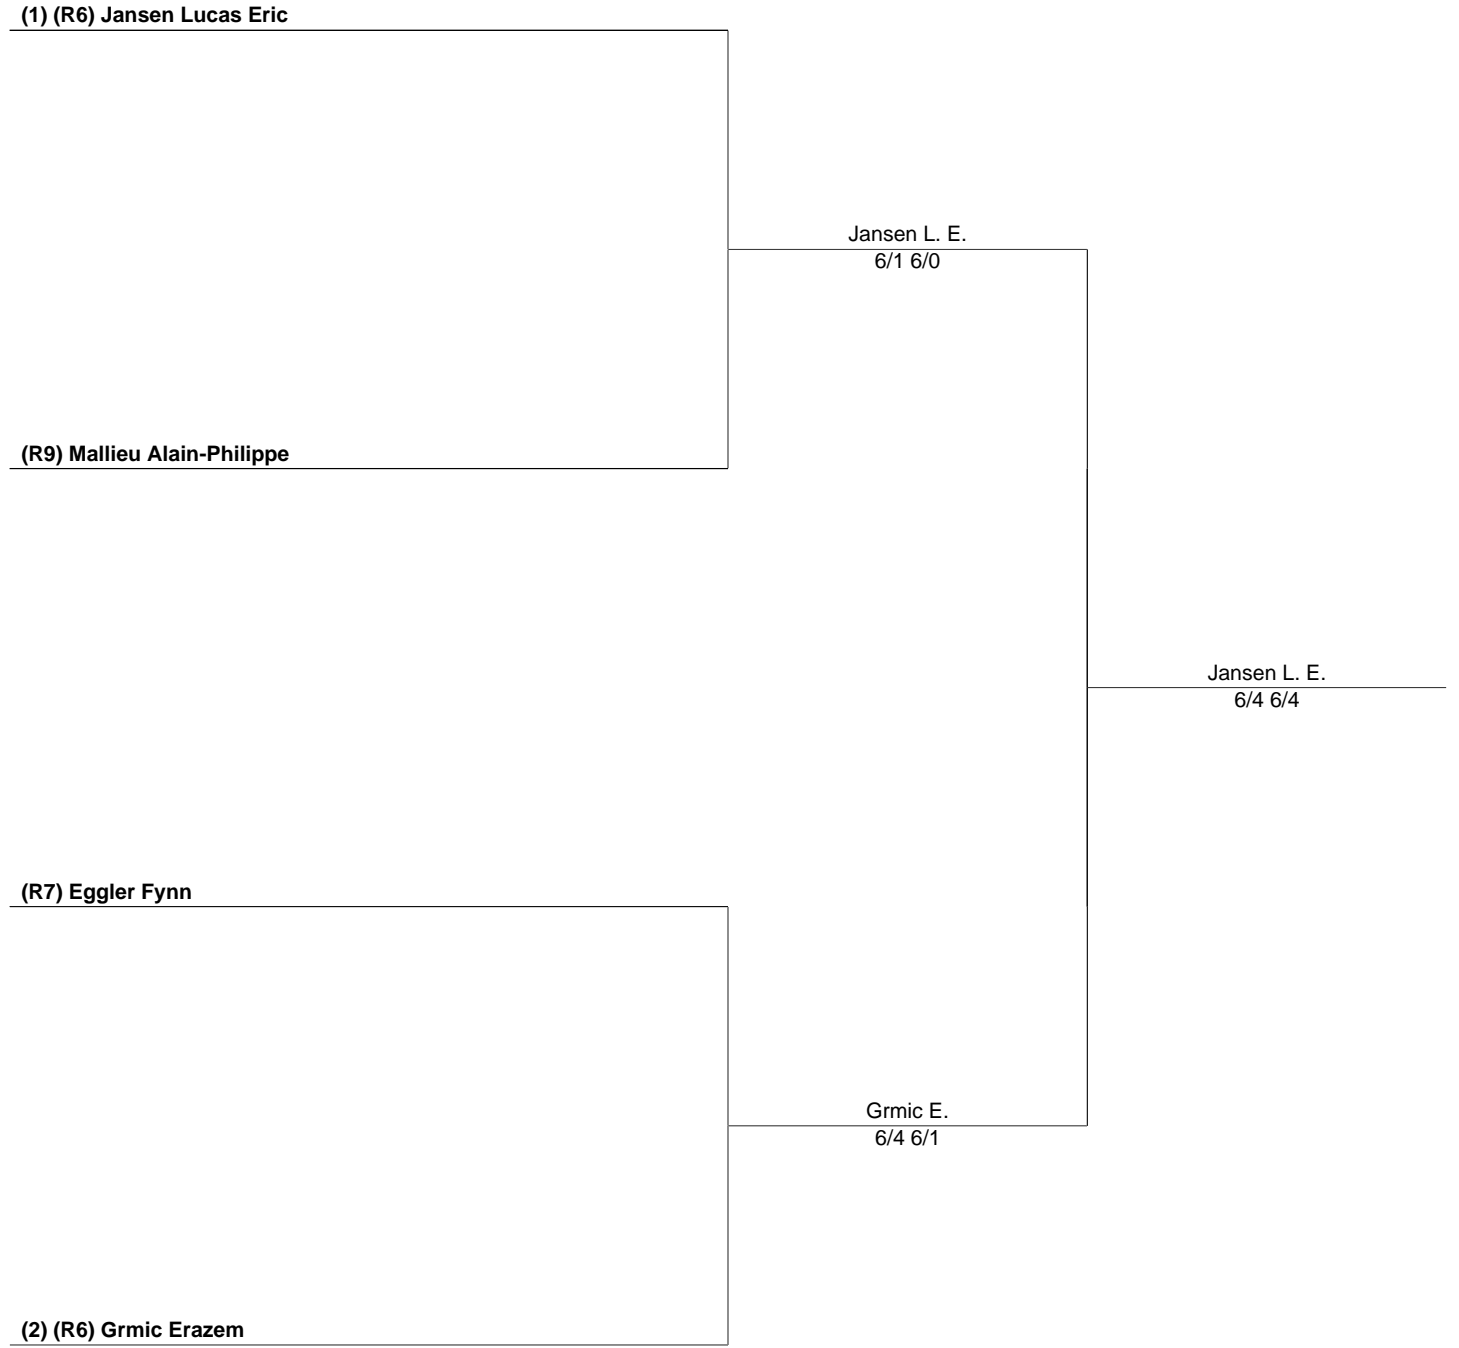 (1) (R6) Jansen Lucas Eric
Jansen L. E.
6/1 6/0
(R9) Mallieu Alain-Philippe
Jansen L. E.
6/4 6/4
(R7) Eggler Fynn
Grmic E.
6/4 6/1
(2) (R6) Grmic Erazem